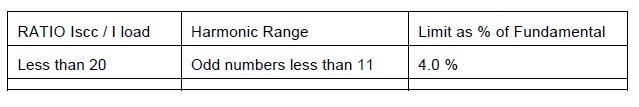 RATIO Iscc / I load Harmonic Range Limit as % of Fundamental
Less than 20 Odd numbers less than 11 4.0 %